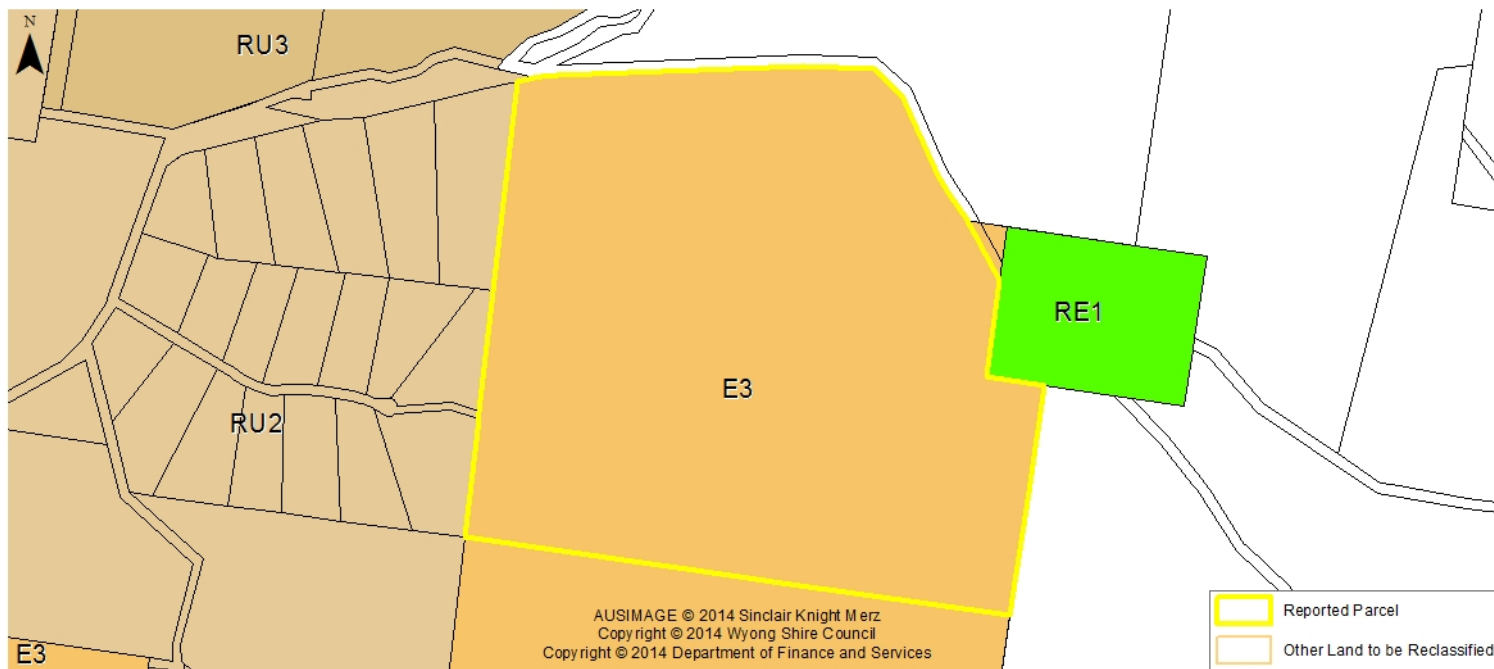 N
RU3
RE1
E3
RU2
E3
AUSIMAGE © 2014 Sinclair Knight Merz
Copyright © 2014 Wyong Shire Council
Copyright © 2014 Department of Finance and Services
Reported Parcel
Other Land to be Reclassified